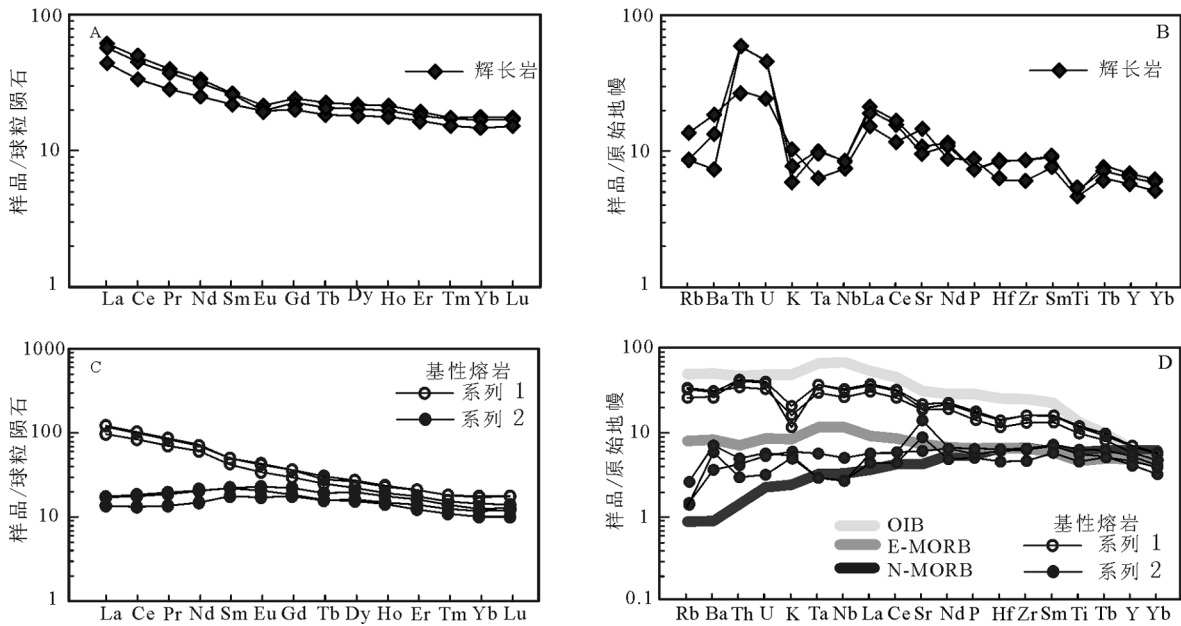 100
10
1
样品/球粒陨石
A
辉长岩
La Ce Pr Nd Sm Eu Gd Tb Dy Ho Er Tm Yb Lu
100
10
1
样品/原始地幔
B
辉长岩
Rb Ba Th U K Ta Nb La Ce Sr Nd P Hf Zr Sm Ti Tb Y Yb
1000
100
10
1
样品/球粒陨石
C
基性熔岩
系列 1
系列 2
La Ce Pr Nd Sm Eu Gd Tb Dy Ho Er Tm Yb Lu
100
10
1
0.1
样品/原始地幔
D
OIB
E-MORB
N-MORB
基性熔岩
系列 1
系列 2
Rb Ba Th U K Ta Nb La Ce Sr Nd P Hf Zr Sm Ti Tb Y Yb